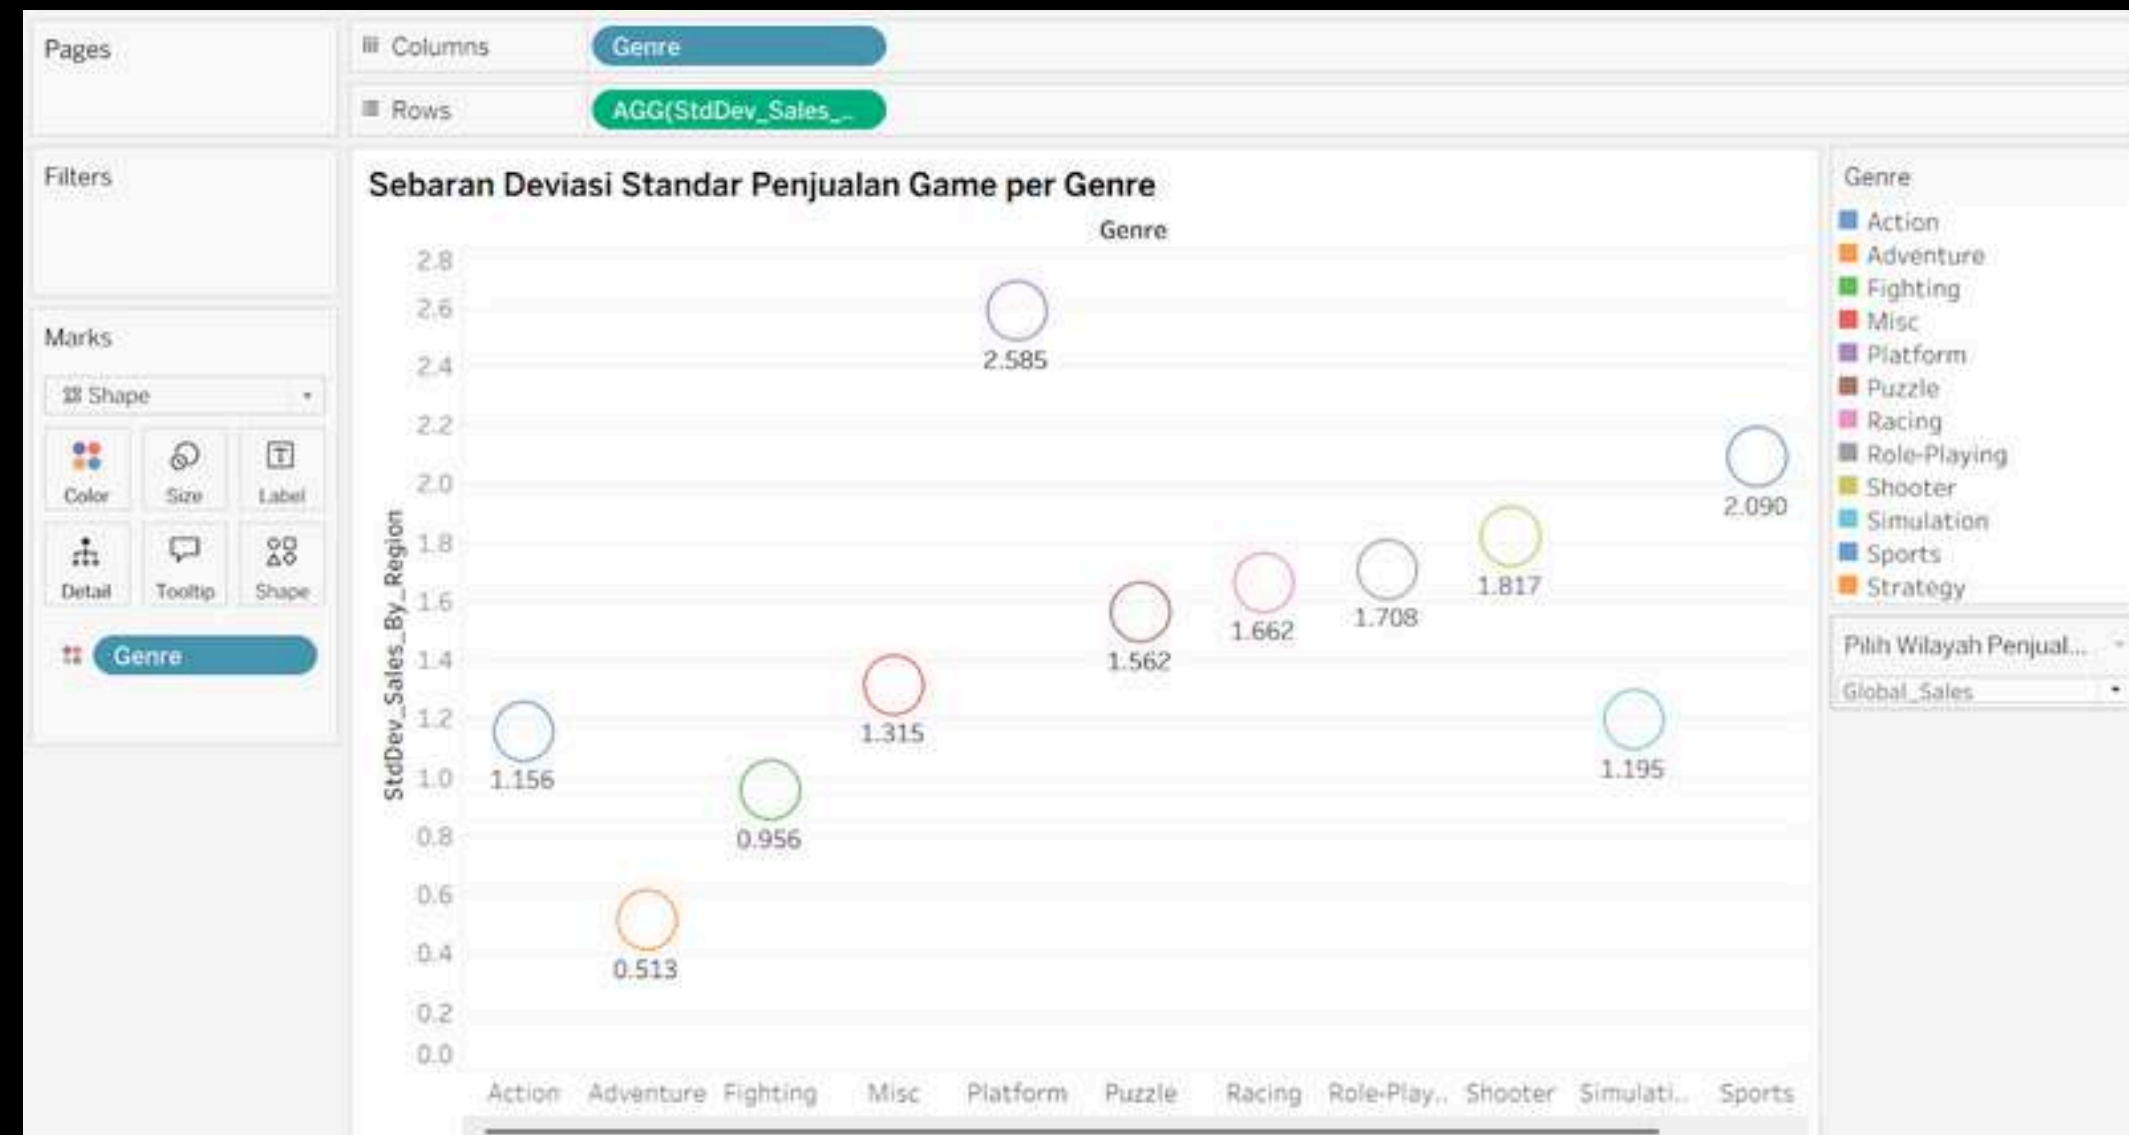 Pages
Columns
Genre
Rows
AGG(StdDev_Sales_..
Filters
Marks
Shape
Color
Size
Label
Detail
Tooltip
Shape
Genre
Sebaran Deviasi Standar Penjualan Game per Genre
Genre
StdDev_Sales_By_Region
2.8
2.6
2.4
2.2
2.0
1.8
1.6
1.4
1.2
1.0
0.8
0.6
0.4
0.2
0.0
1.156
0.513
0.956
1.315
2.585
1.562
1.662
1.708
1.817
1.195
2.090
Action
Adventure
Fighting
Misc
Platform
Puzzle
Racing
Role-Play..
Shooter
Simulati..
Sports
Genre
Action
Adventure
Fighting
Misc
Platform
Puzzle
Racing
Role-Playing
Shooter
Simulation
Sports
Strategy
Pilih Wilayah Penjual...
Global_Sales